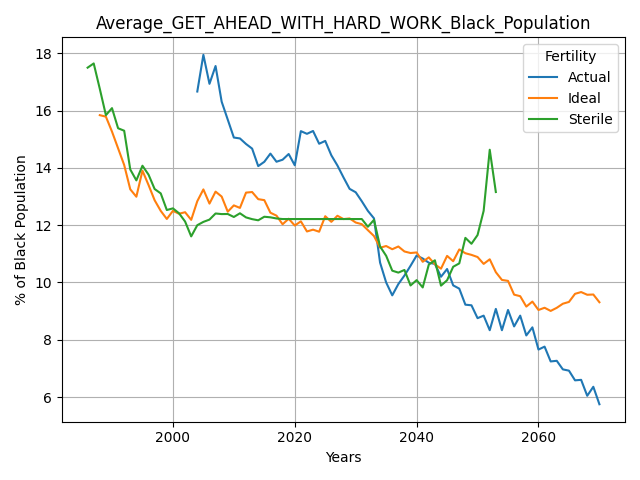 Average_GET_AHEAD_WITH_HARD_WORK_Black_Population
Fertility
Actual
Ideal
Sterile
% of Black Population
18
16
14
12
10
8
6
2000 2020 2040 2060
Years